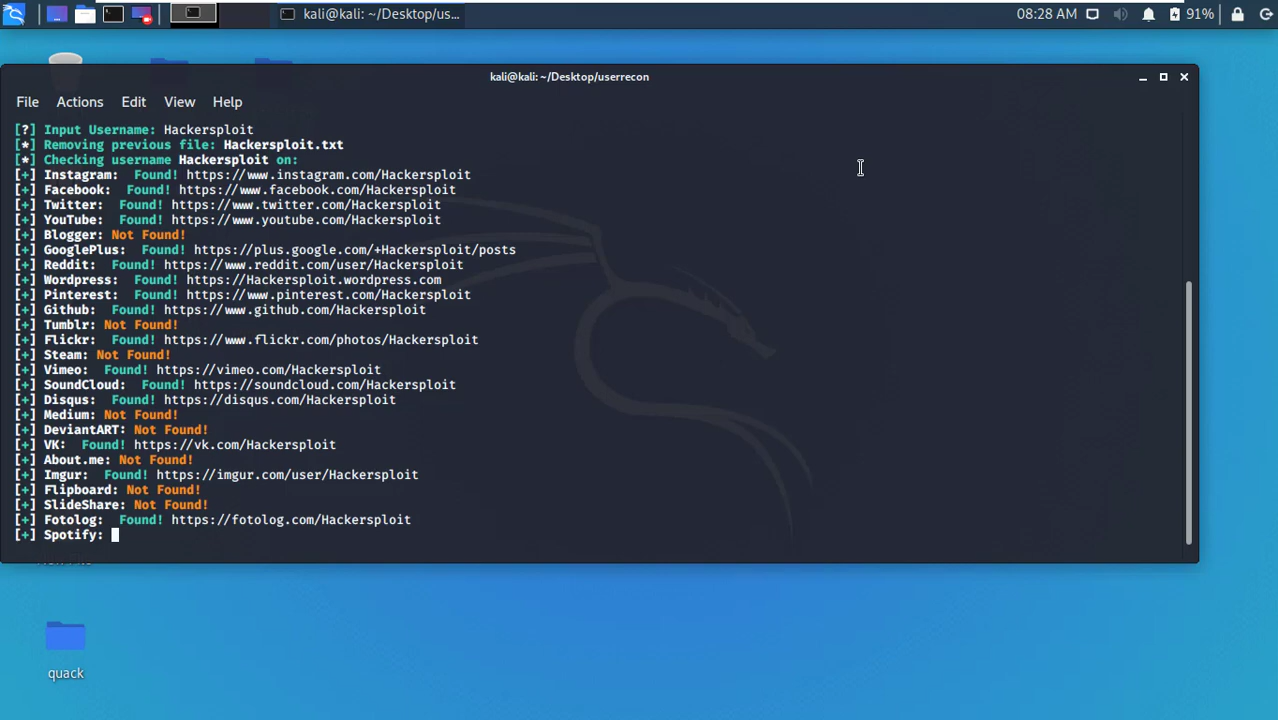 kali@kali: ~/Desktop/us...
08:28 AM
91%
kali@kali: ~/Desktop/userrecon
File Actions Edit View Help
[?] Input Username: Hackersploit
[*] Removing previous file: Hackersploit.txt
[*] Checking username Hackersploit on:
[+] Instagram: Found! https://www.instagram.com/Hackersploit
[+] Facebook: Found! https://www.facebook.com/Hackersploit
[+] Twitter: Found! https://www.twitter.com/Hackersploit
[+] YouTube: Found! https://www.youtube.com/Hackersploit
[+] Blogger: Not Found!
[+] GooglePlus: Found! https://plus.google.com/+Hackersploit/posts
[+] Reddit: Found! https://www.reddit.com/user/Hackersploit
[+] Wordpress: Found! https://Hackersploit.wordpress.com
[+] Pinterest: Found! https://www.pinterest.com/Hackersploit
[+] Github: Found! https://www.github.com/Hackersploit
[+] Tumblr: Not Found!
[+] Flickr: Found! https://www.flickr.com/photos/Hackersploit
[+] Steam: Not Found!
[+] Vimeo: Found! https://vimeo.com/Hackersploit
[+] SoundCloud: Found! https://soundcloud.com/Hackersploit
[+] Disqus: Found! https://disqus.com/Hackersploit
[+] Medium: Not Found!
[+] DeviantART: Not Found!
[+] VK: Found! https://vk.com/Hackersploit
[+] About.me: Not Found!
[+] Imgur: Found! https://imgur.com/user/Hackersploit
[+] Flipboard: Not Found!
[+] SlideShare: Not Found!
[+] Fotolog: Found! https://fotolog.com/Hackersploit
[+] Spotify:
quack